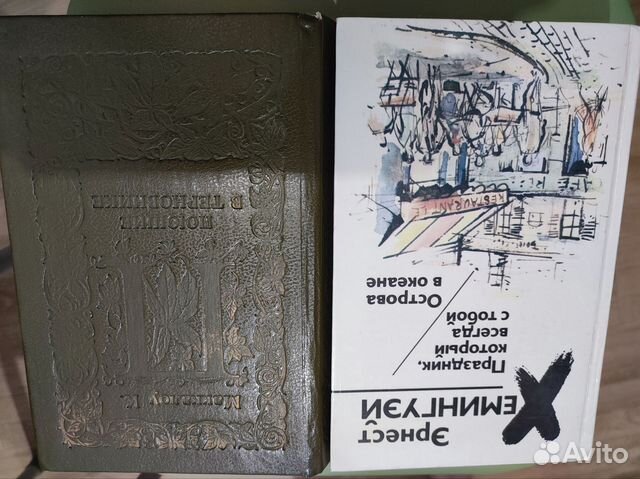 Маккалоу К.
ПОЮЩИЕ
В ТЕРНОВНИКЕ
Эрнест
ХЕМИНГУЭЙ
Праздник,
который
всегда
с тобой
Острова
в океане
RESTAURANT
Avito